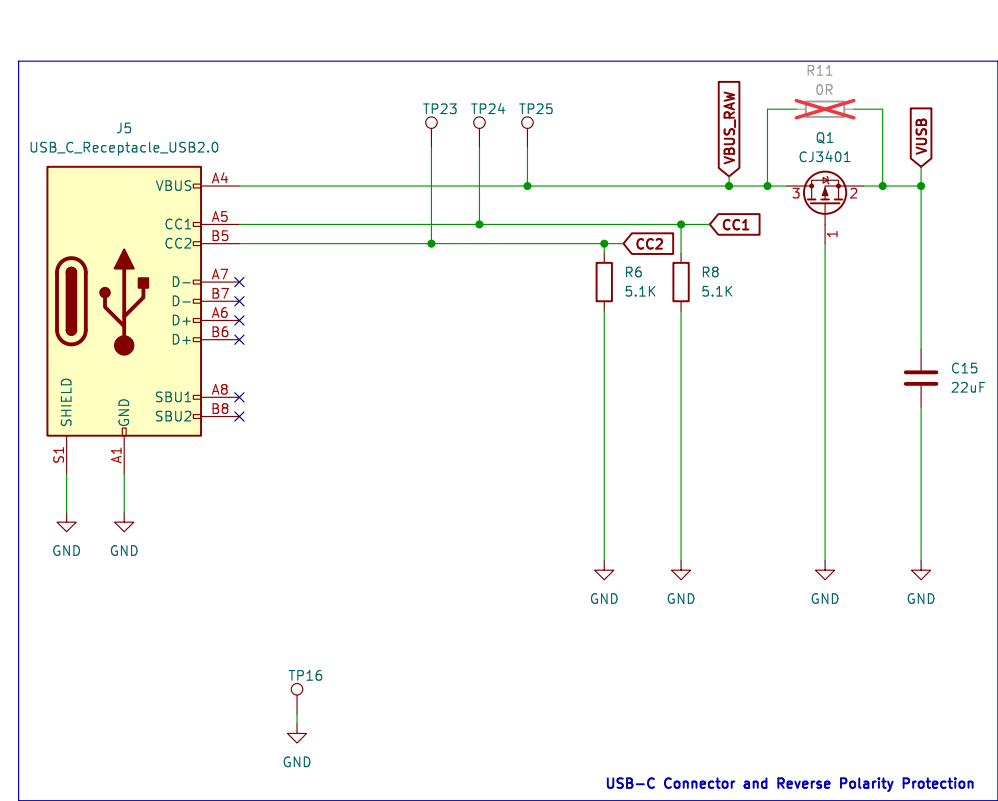 R11
0R
TP23
TP24
TP25
VBUS_RAW
VUSB
J5
USB_C_Receptacle_USB2.0
Q1
CJ3401
VBUS
A4
3
2
1
CC1
A5
CC1
CC2
B5
CC2
D-
A7
D-
B7
D+
A6
D+
B6
R6
5.1K
R8
5.1K
SBU1
A8
SBU2
B8
SHIELD
GND
S1
A1
C15
22uF
GND
GND
GND
GND
GND
GND
TP16
GND
USB-C Connector and Reverse Polarity Protection